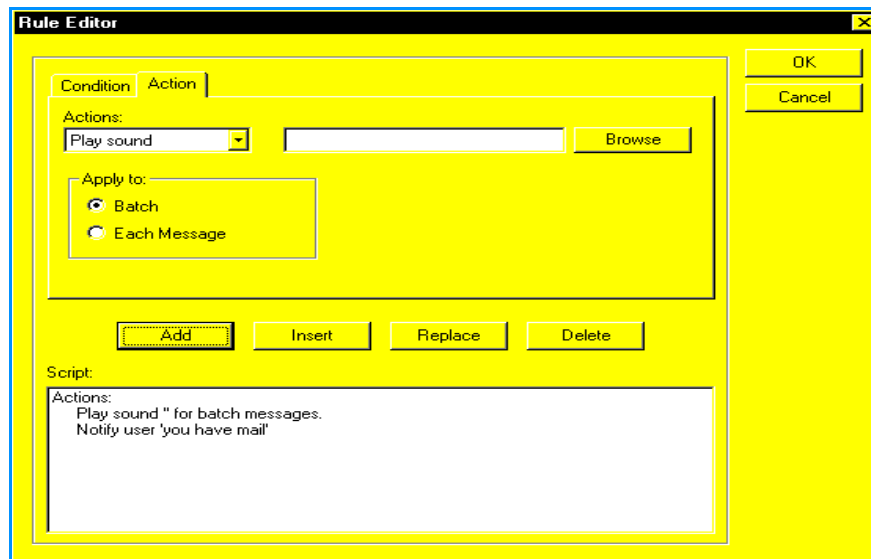 Rule Editor
OK
Cancel
Condition Action
Actions:
Play sound
Browse
Apply to:
Batch
Each Message
Add Insert Replace Delete
Script:
Actions:
Play sound '' for batch messages.
Notify user 'you have mail'